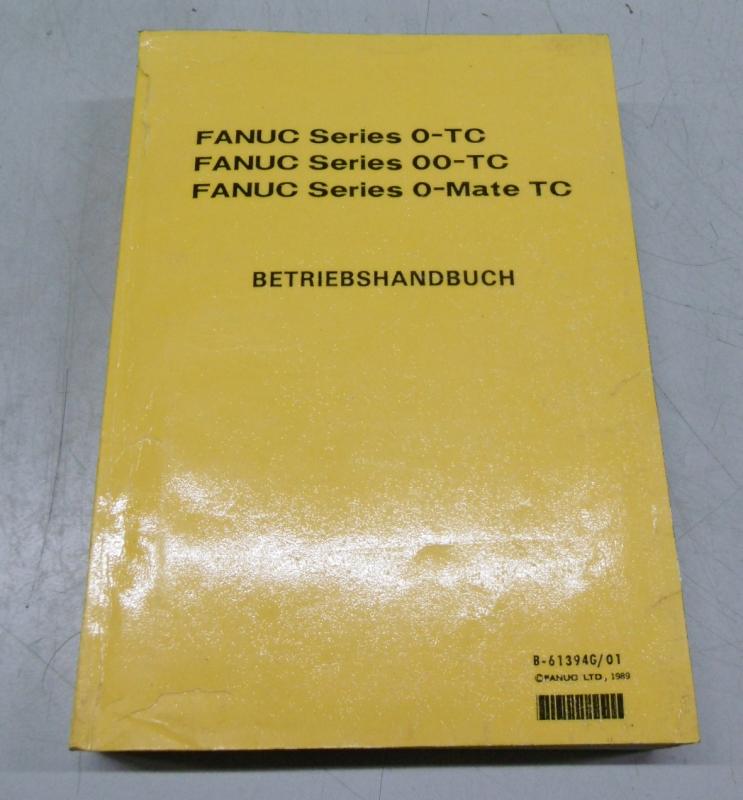 FANUC Series 0-TC
FANUC Series 00-TC
FANUC Series 0-Mate TC
BETRIEBSHANDBUCH
B-61394G/01
©FANUC LTD, 1989